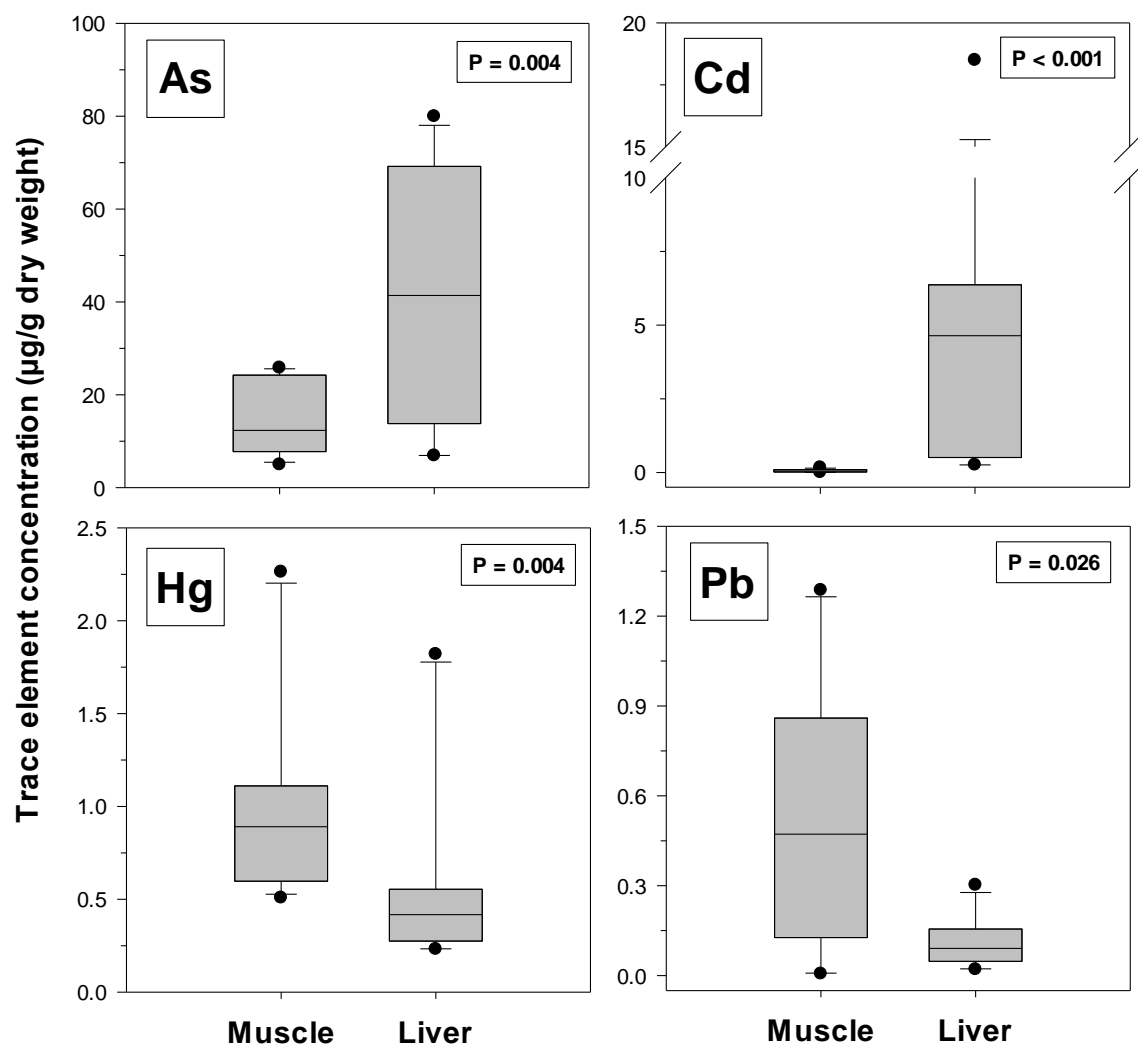 Trace element concentration (µg/g dry weight)
As
P = 0.004
100
80
60
40
20
0
Cd
P < 0.001
20
15
10
5
0
Hg
P = 0.004
2.5
2.0
1.5
1.0
0.5
0.0
Muscle Liver
Pb
P = 0.026
1.5
1.2
0.9
0.6
0.3
0.0
Muscle Liver